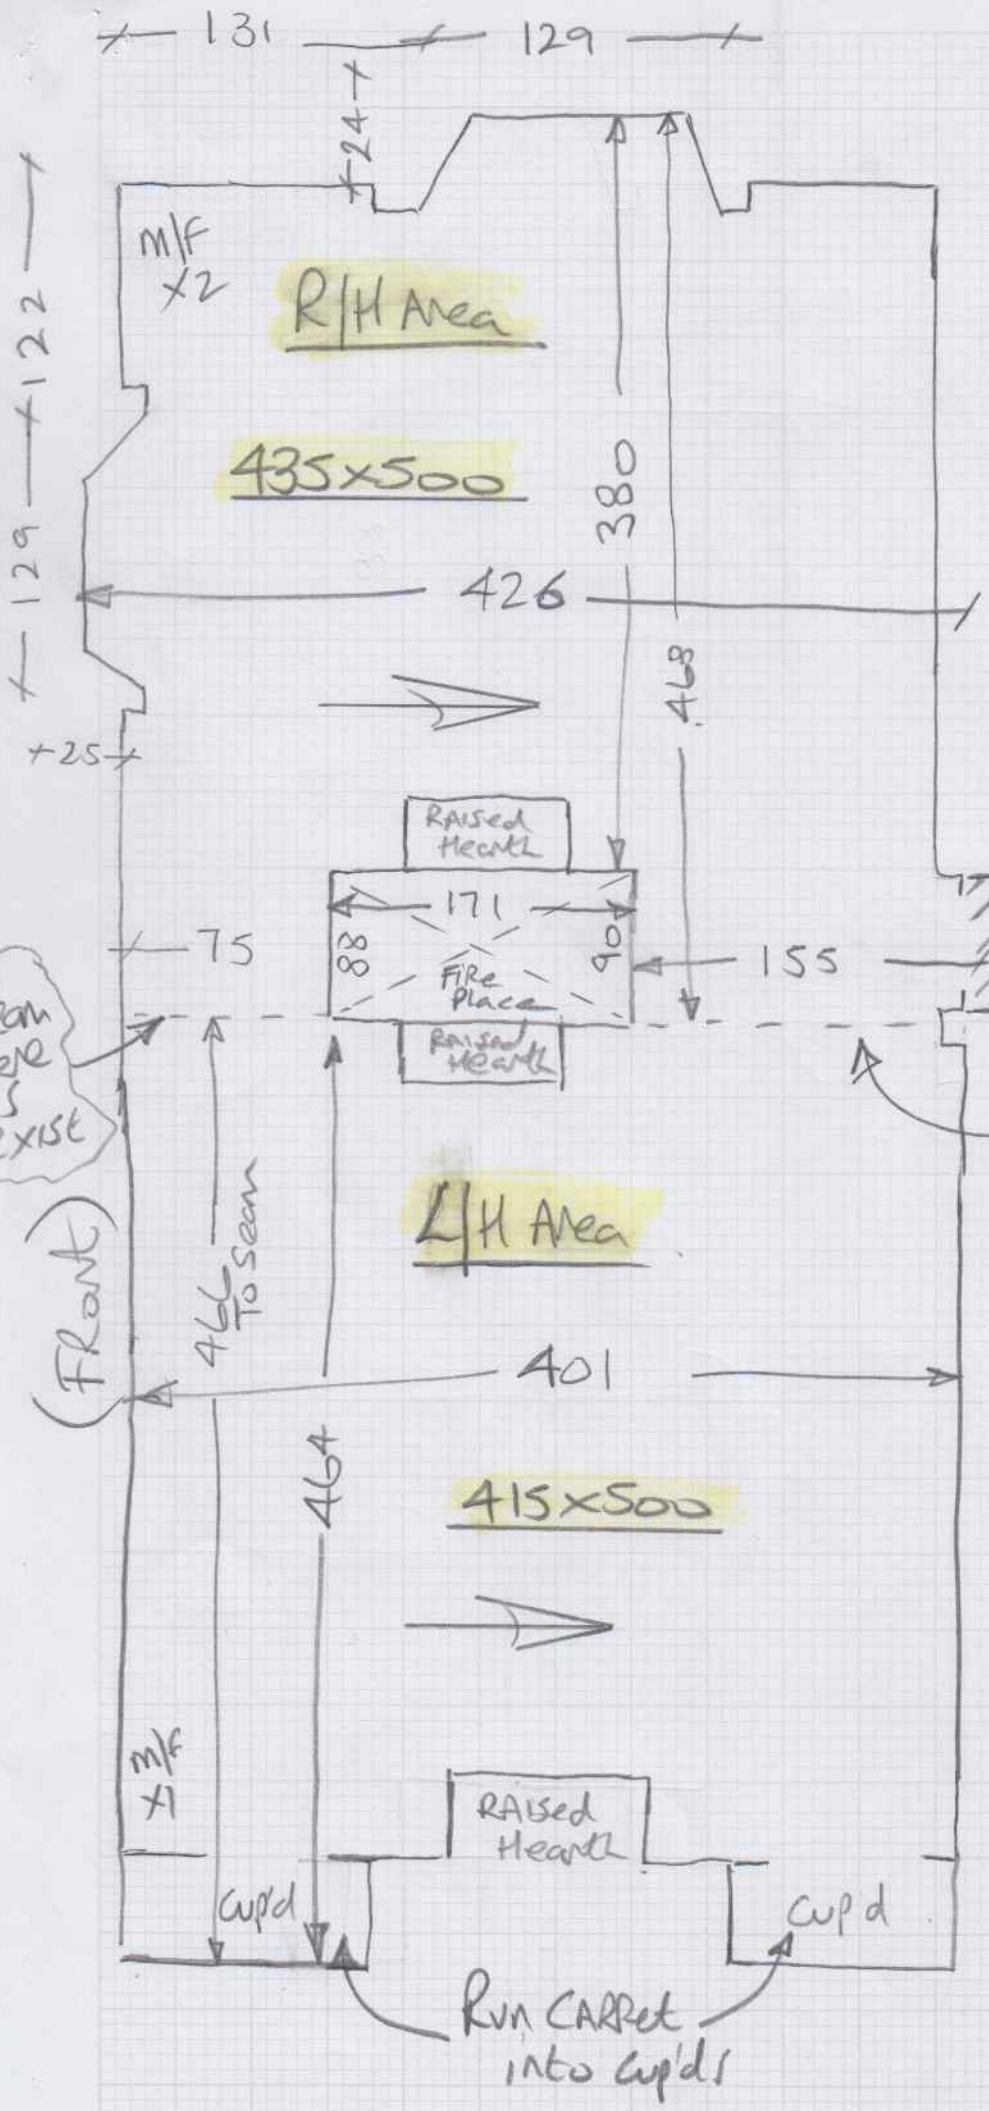 131
129
24
122
m/f
x2
R/H Area
435x500
380
129
426
468
25
Raised
Hearth
171
75
88
90
155
Fire
Place
Raised
Hearth
exist
466
To seam
L/H Area
(Front)
401
464
415x500
m/f
x1
Raised
Hearth
Cup'd
Cup'd
Run Carpet
into Cup'ds